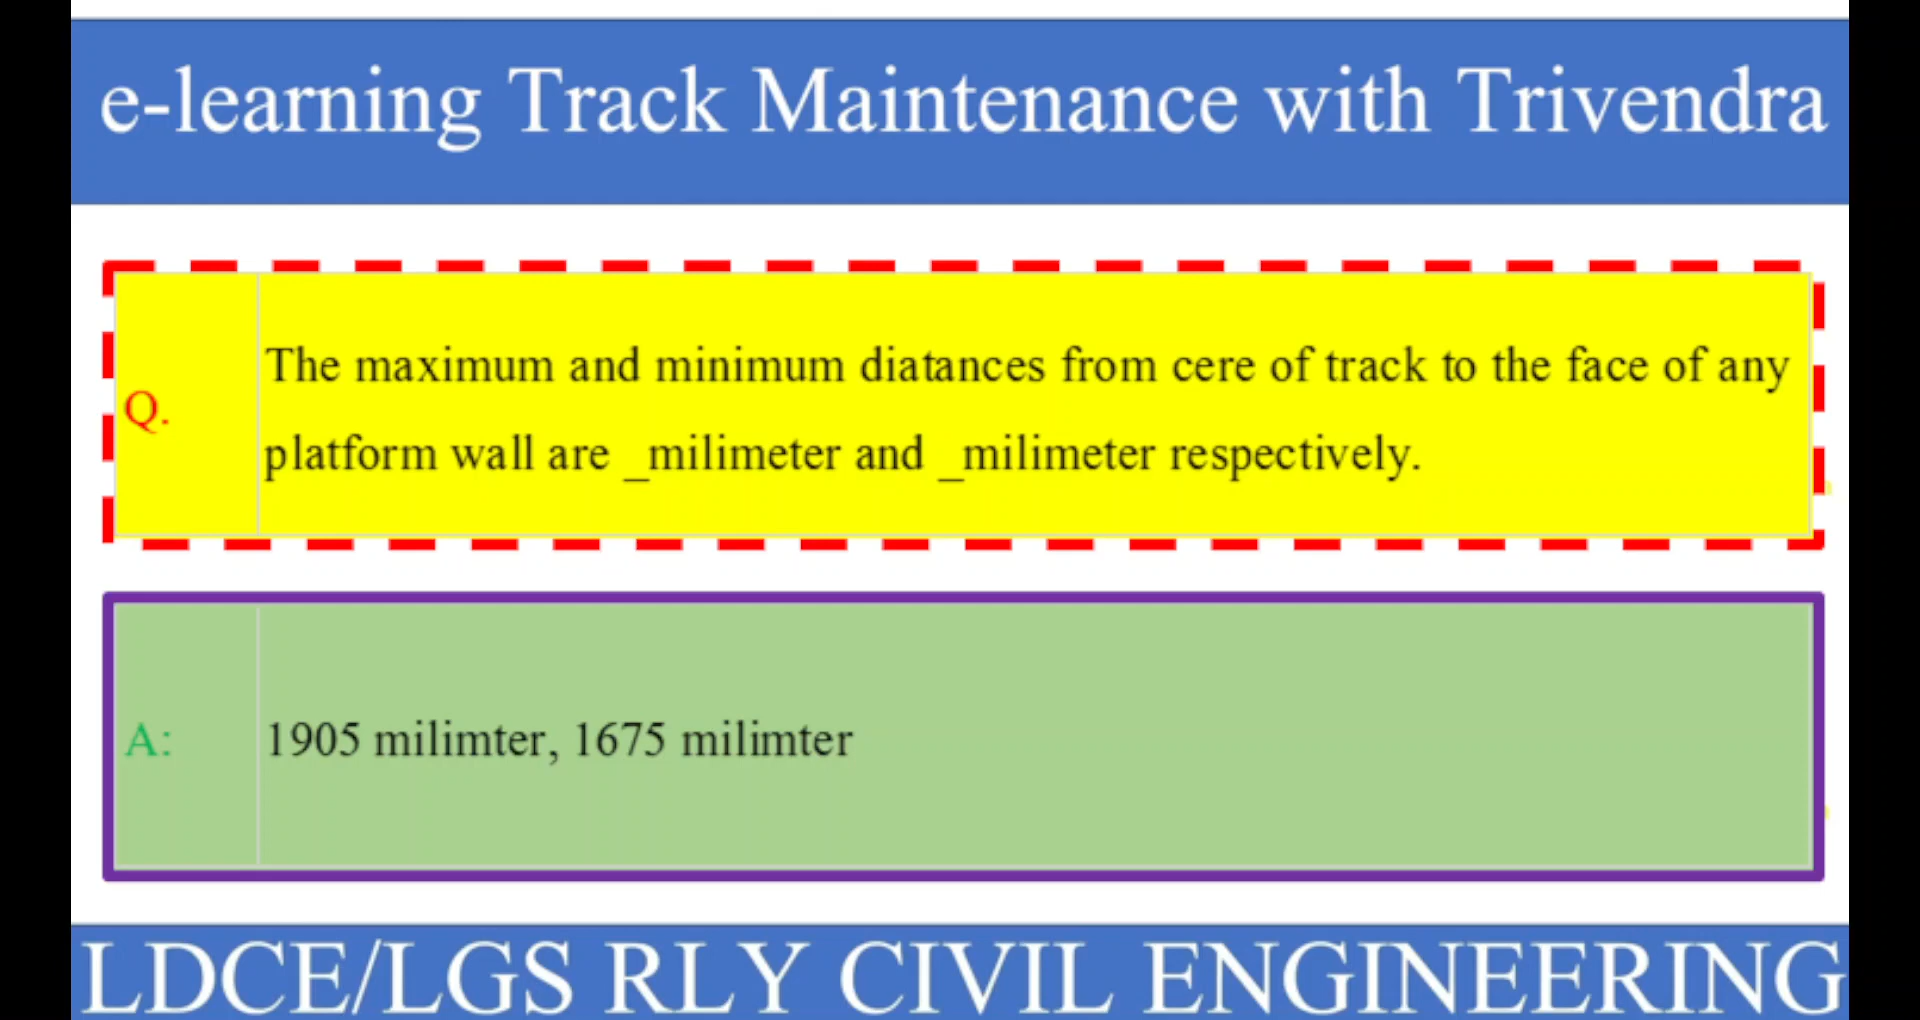 e-learning Track Maintenance with Trivendra
The maximum and minimum diatances from cere of track to the face of any
Q.
platform wall are _milimeter and _milimeter respectively.
A: 1905 milimter, 1675 milimter
LDCE/LGS RLY CIVIL ENGINEERING